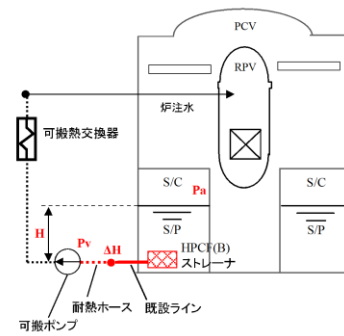 PCV
RPV
炉注水
可搬熱交換器
S/C
Pa
S/C
H
S/P
S/P
Pv
ΔH
HPCF(B)
ストレーナ
耐熱ホース
既設ライン
可搬ポンプ